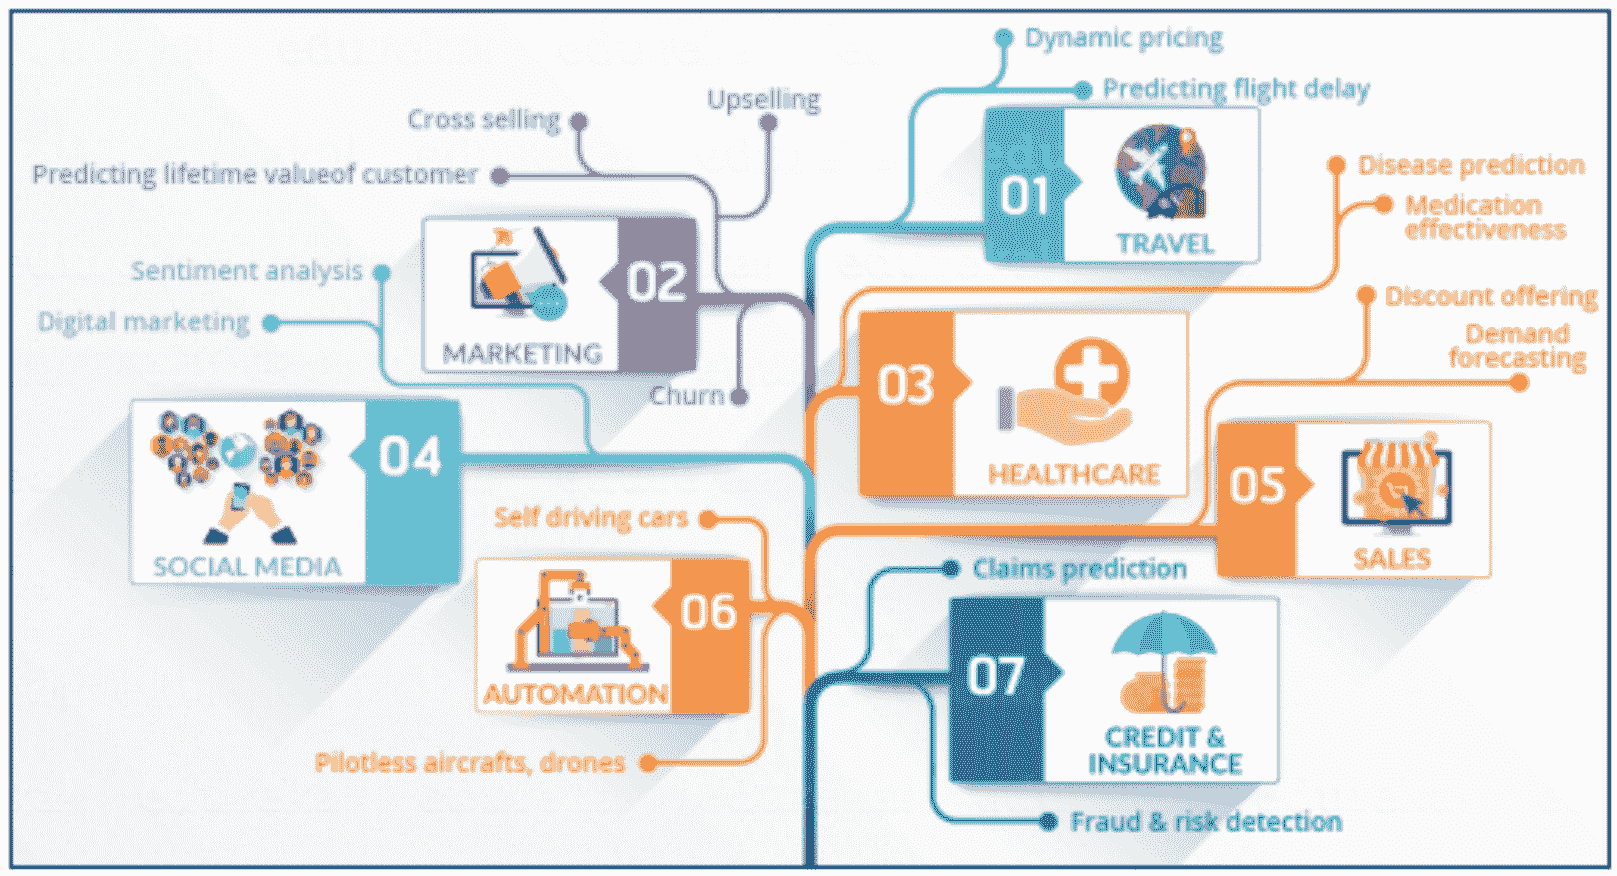 Dynamic pricing
Predicting flight delay
01
TRAVEL
Upselling
Cross selling
Predicting lifetime valueof customer
02
MARKETING
Churn
Disease prediction
Medication
effectiveness
03
HEALTHCARE
Sentiment analysis
Digital marketing
04
SOCIAL MEDIA
Discount offering
Demand
forecasting
05
SALES
Self driving cars
06
AUTOMATION
Pilotless aircrafts, drones
Claims prediction
07
CREDIT &
INSURANCE
Fraud & risk detection